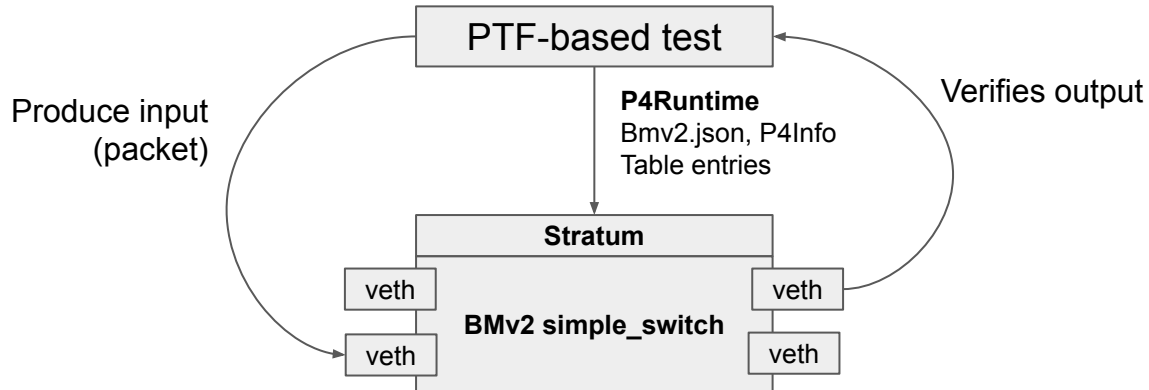 PTF-based test
Produce input
(packet)
P4Runtime
Bmv2.json, P4Info
Table entries
Verifies output
Stratum
veth
veth
BMv2 simple_switch
veth
veth